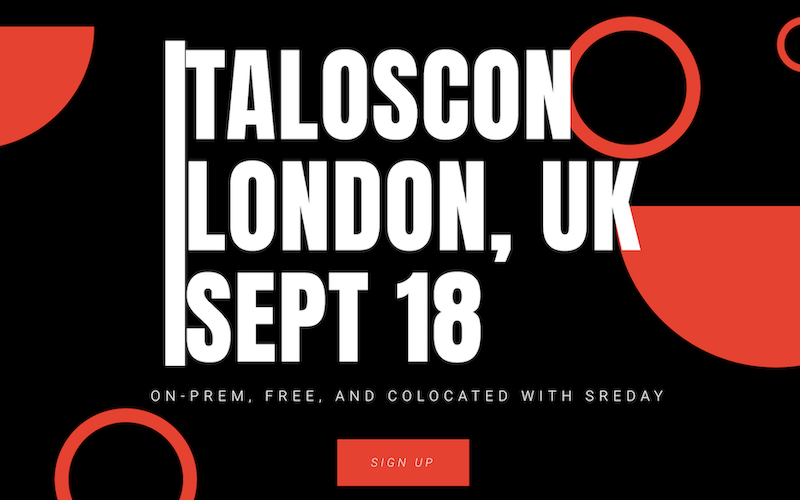 TALOSCON
LONDON, UK
SEPT 18
ON-PREM, FREE, AND COLOCATED WITH SREDAY
SIGN UP